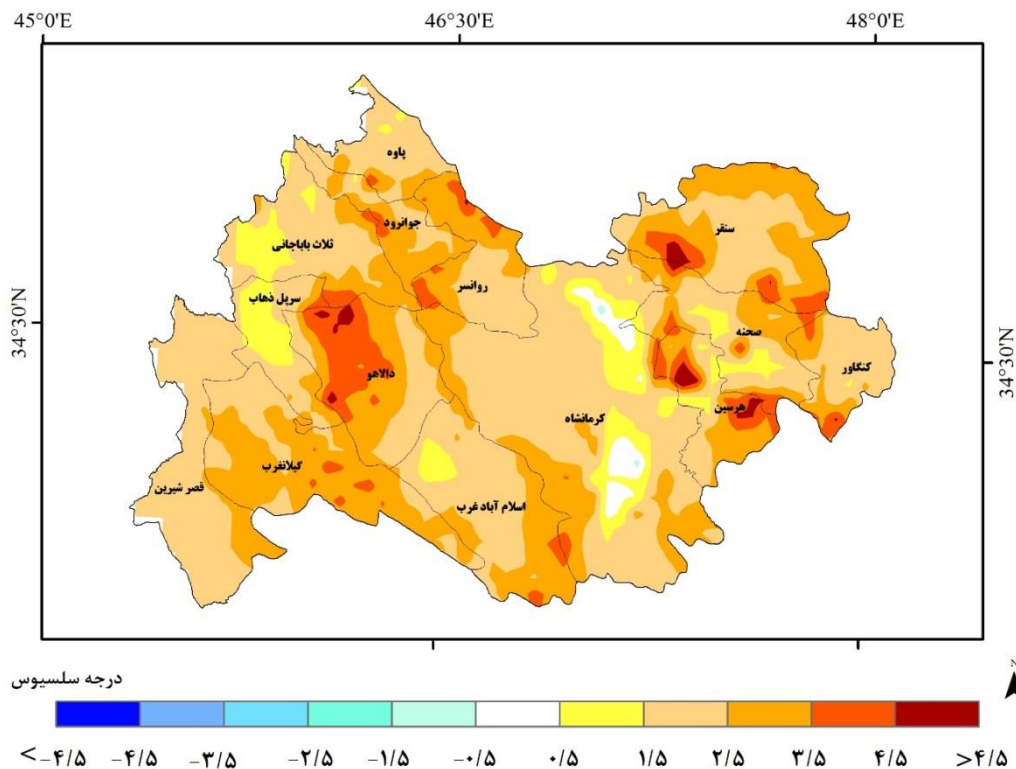 45°0'E 46°30'E 48°0'E
پاوه
سنقر
جوانرود
ثلاث باباجانی
روانسر
سرپل ذهاب
34°30'N
34°30'N
صحنه
کنگاور
دالاهو
هرسین
کرمانشاه
گیلانغرب
قصر شیرین
اسلام آباد غرب
N
درجه سلسیوس
<-۴/۵ -۴/۵ -۳/۵ -۲/۵ -۱/۵ -۰/۵ ۰/۵ ۱/۵ ۲/۵ ۳/۵ ۴/۵ >۴/۵